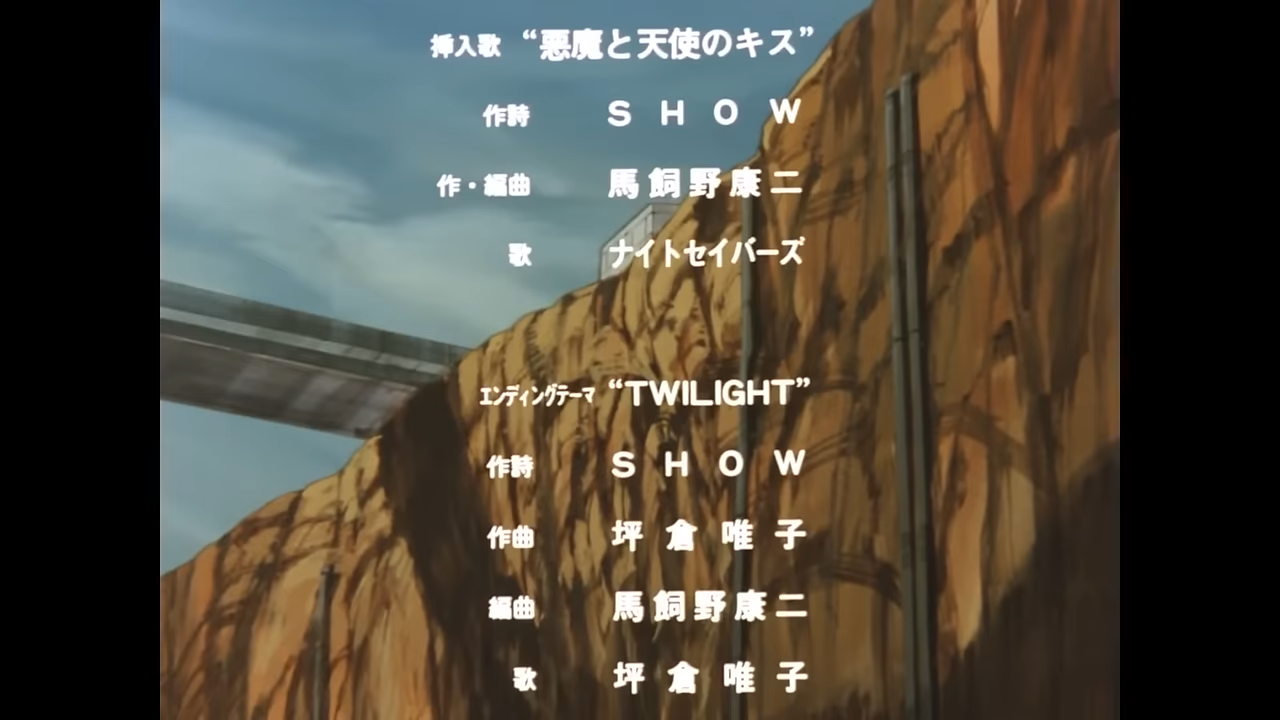 挿入歌 “悪魔と天使のキス”
作詩 SHOW
作・編曲 馬飼野康二
歌 ナイトセイバーズ
エンディングテーマ “TWILIGHT”
作詩 SHOW
作曲 坪倉唯子
編曲 馬飼野康二
歌 坪倉唯子